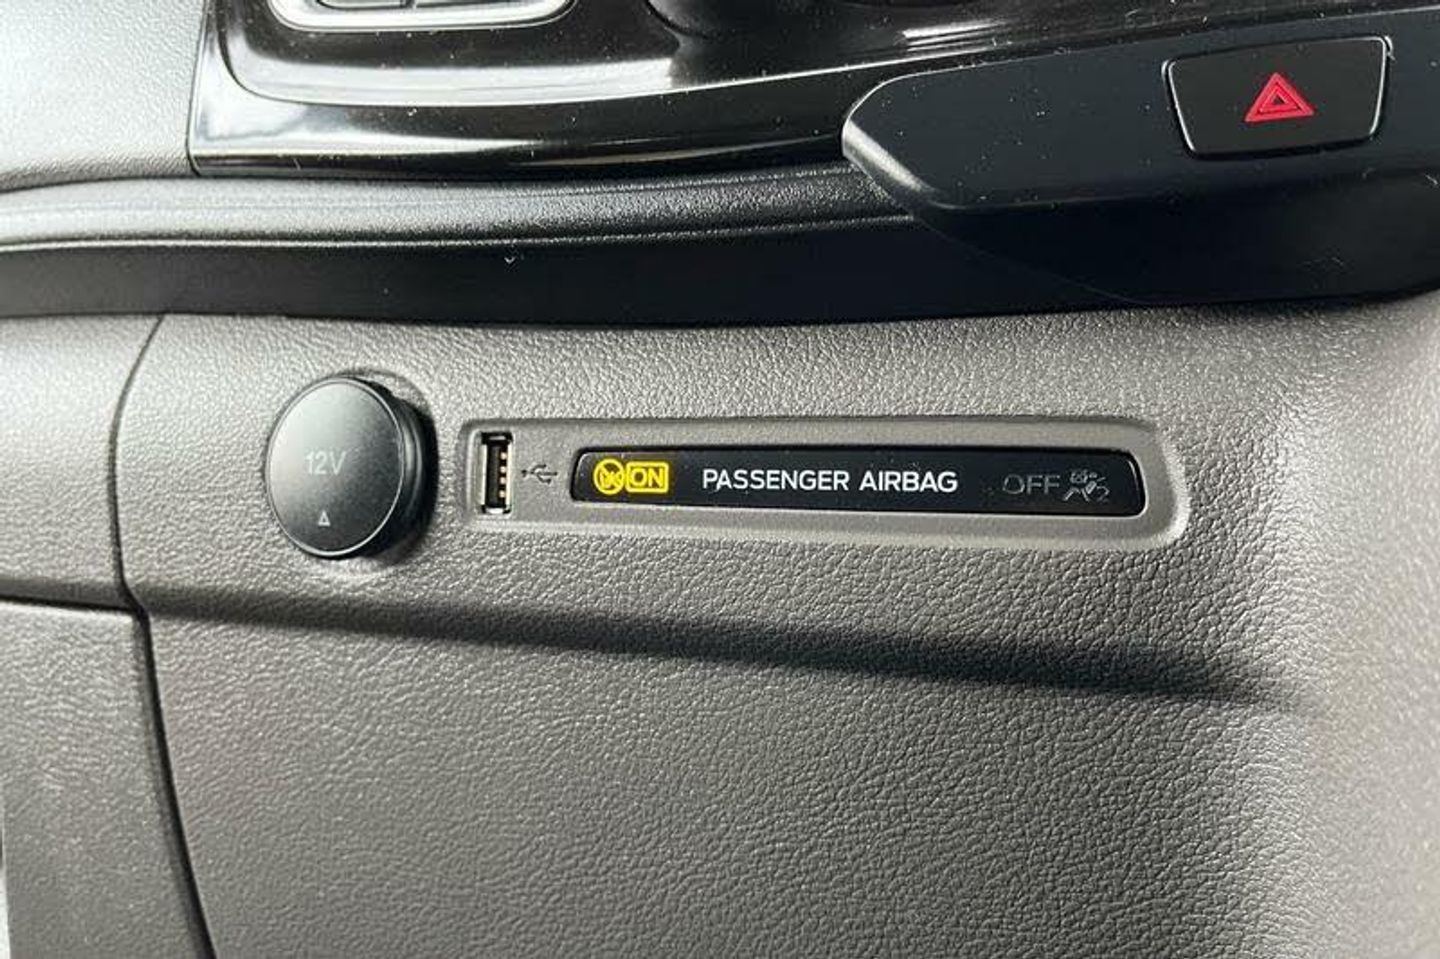 12V
ON PASSENGER AIRBAG OFF